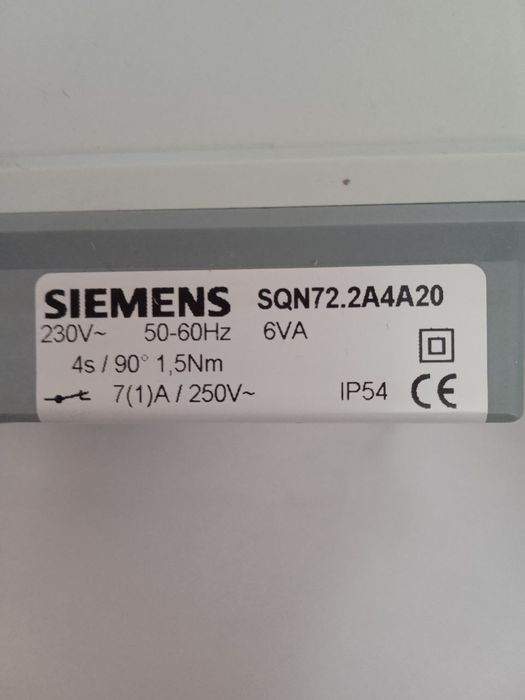 SIEMENS SQN72.2A4A20
230V~ 50-60Hz 6VA
4s / 90° 1,5Nm
7(1)A / 250V~ IP54 CE